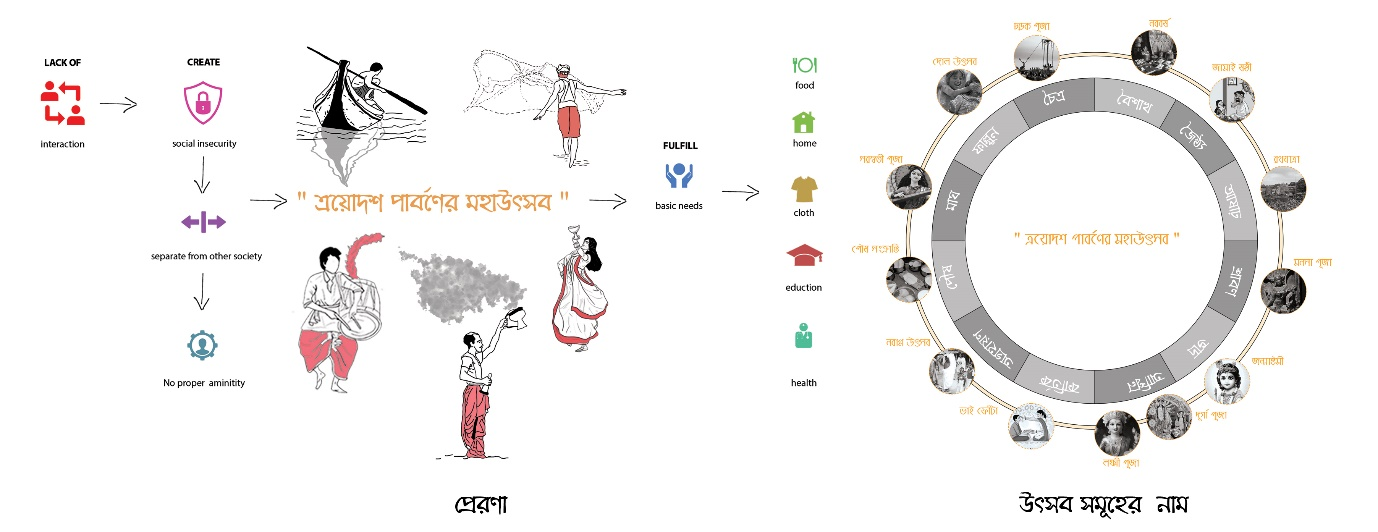 LACK OF
interaction
CREATE
social insecurity
separate from other society
No proper aminitity
" ত্রয়োদশ পার্বণের মহাউৎসব "
FULFILL
basic needs
food
home
cloth
eduction
health
প্রেরণা
চড়ক পূজা
নববর্ষ
জামাই ষষ্ঠী
রথযাত্রা
মনসা পূজা
জন্মাষ্টমী
দূর্গা পূজা
লক্ষ্মী পূজা
ভাই ফোঁটা
নবান্ন উৎসব
পৌষ সংক্রান্তি
সরস্বতী পূজা
দোল উৎসব
চৈত্র
বৈশাখ
জৈষ্ঠ্য
আষাঢ়
শ্রাবণ
ভাদ্র
আশ্বিন
কার্তিক
অগ্রহায়ণ
পৌষ
মাঘ
ফাল্গুন
" ত্রয়োদশ পার্বণের মহাউৎসব "
উৎসব সমূহের নাম